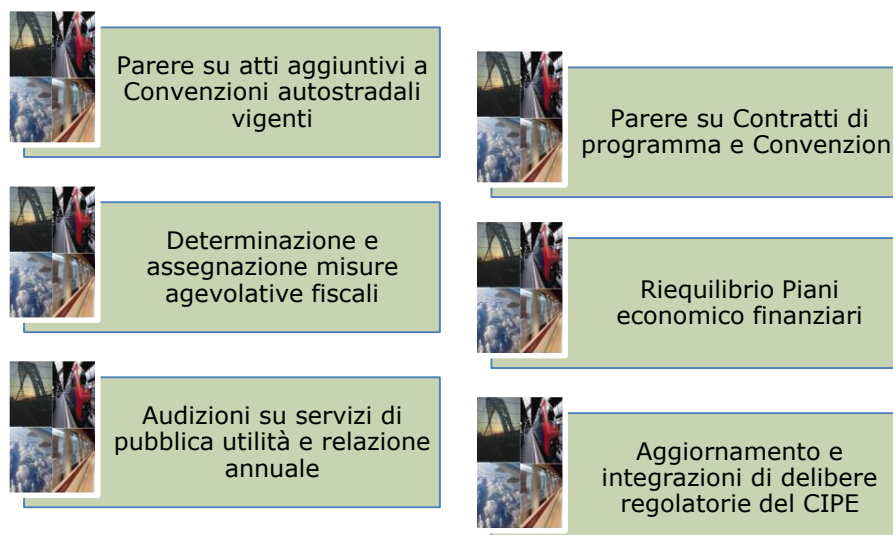 Parere su atti aggiuntivi a
Convenzioni autostradali
vigenti
Determinazione e
assegnazione misure
agevolative fiscali
Audizioni su servizi di
pubblica utilità e relazione
annuale
Parere su Contratti di
programma e Convenzion
Riequilibrio Piani
economico finanziari
Aggiornamento e
integrazioni di delibere
regolatorie del CIPE